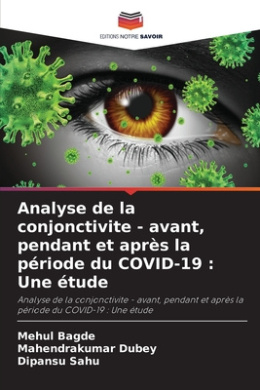 EDITIONS NOTRE SAVOIR
Analyse de la
conjonctivite - avant,
pendant et après la
période du COVID-19 :
Une étude
Analyse de la conjonctivite - avant, pendant et après la
période du COVID-19 : Une étude
Mehul Bagde
Mahendrakumar Dubey
Dipansu Sahu